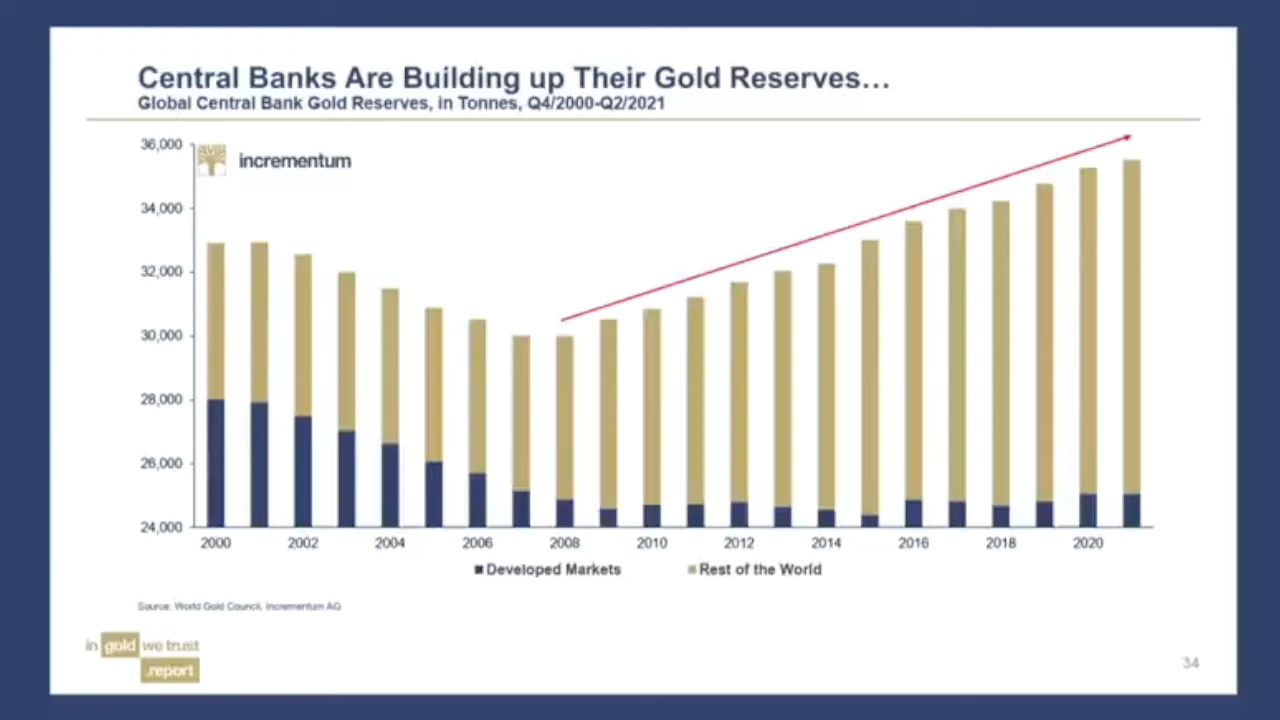 Central Banks Are Building up Their Gold Reserves...
Global Central Bank Gold Reserves, in Tonnes, Q4/2000-Q2/2021
36,000
incrementum
34,000
32,000
30,000
28,000
26,000
24,000
2000 2002 2004 2006 2008 2010 2012 2014 2016 2018 2020
Developed Markets Rest of the World
Source: World Gold Council, Incrementum AG
in gold we trust
.report
34